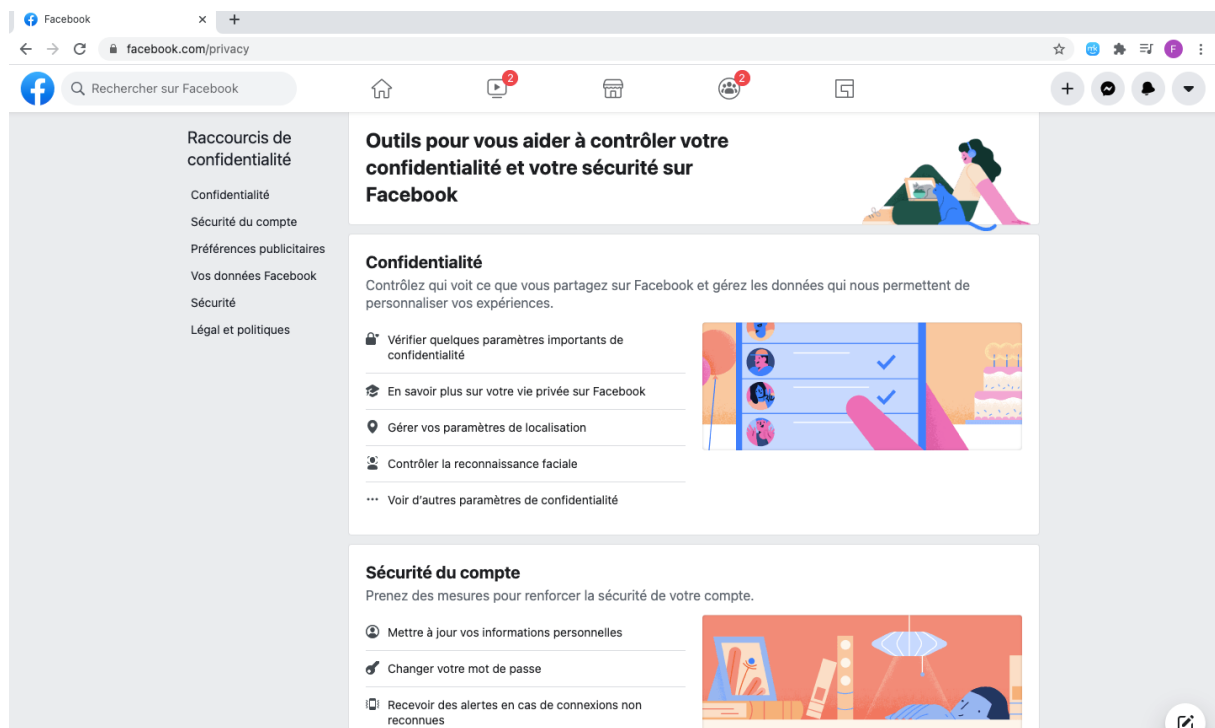 Facebook
facebook.com/privacy
F
Rechercher sur Facebook
2
2
Raccourcis de
confidentialité
Confidentialité
Sécurité du compte
Préférences publicitaires
Vos données Facebook
Sécurité
Légal et politiques
Outils pour vous aider à contrôler votre
confidentialité et votre sécurité sur
Facebook
Confidentialité
Contrôlez qui voit ce que vous partagez sur Facebook et gérez les données qui nous permettent de
personnaliser vos expériences.
Vérifier quelques paramètres importants de
confidentialité
En savoir plus sur votre vie privée sur Facebook
Gérer vos paramètres de localisation
Contrôler la reconnaissance faciale
Voir d'autres paramètres de confidentialité
Sécurité du compte
Prenez des mesures pour renforcer la sécurité de votre compte.
Mettre à jour vos informations personnelles
Changer votre mot de passe
Recevoir des alertes en cas de connexions non
reconnues